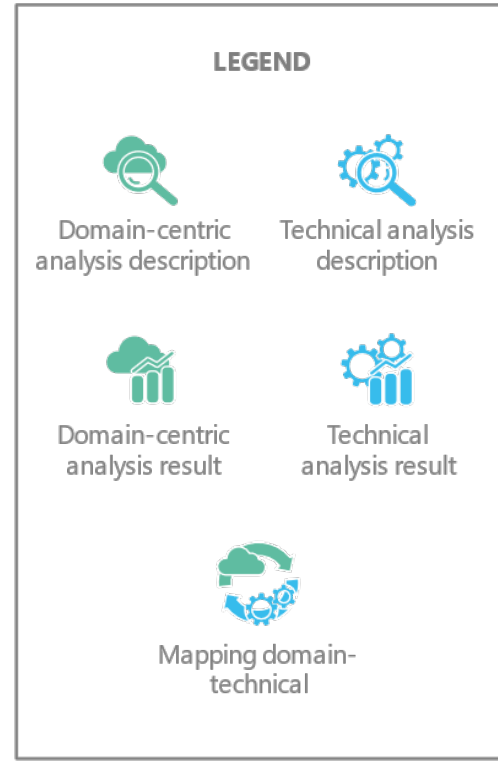 LEGEND
Domain-centric
analysis description
Technical analysis
description
Domain-centric
analysis result
Technical
analysis result
Mapping domain-
technical